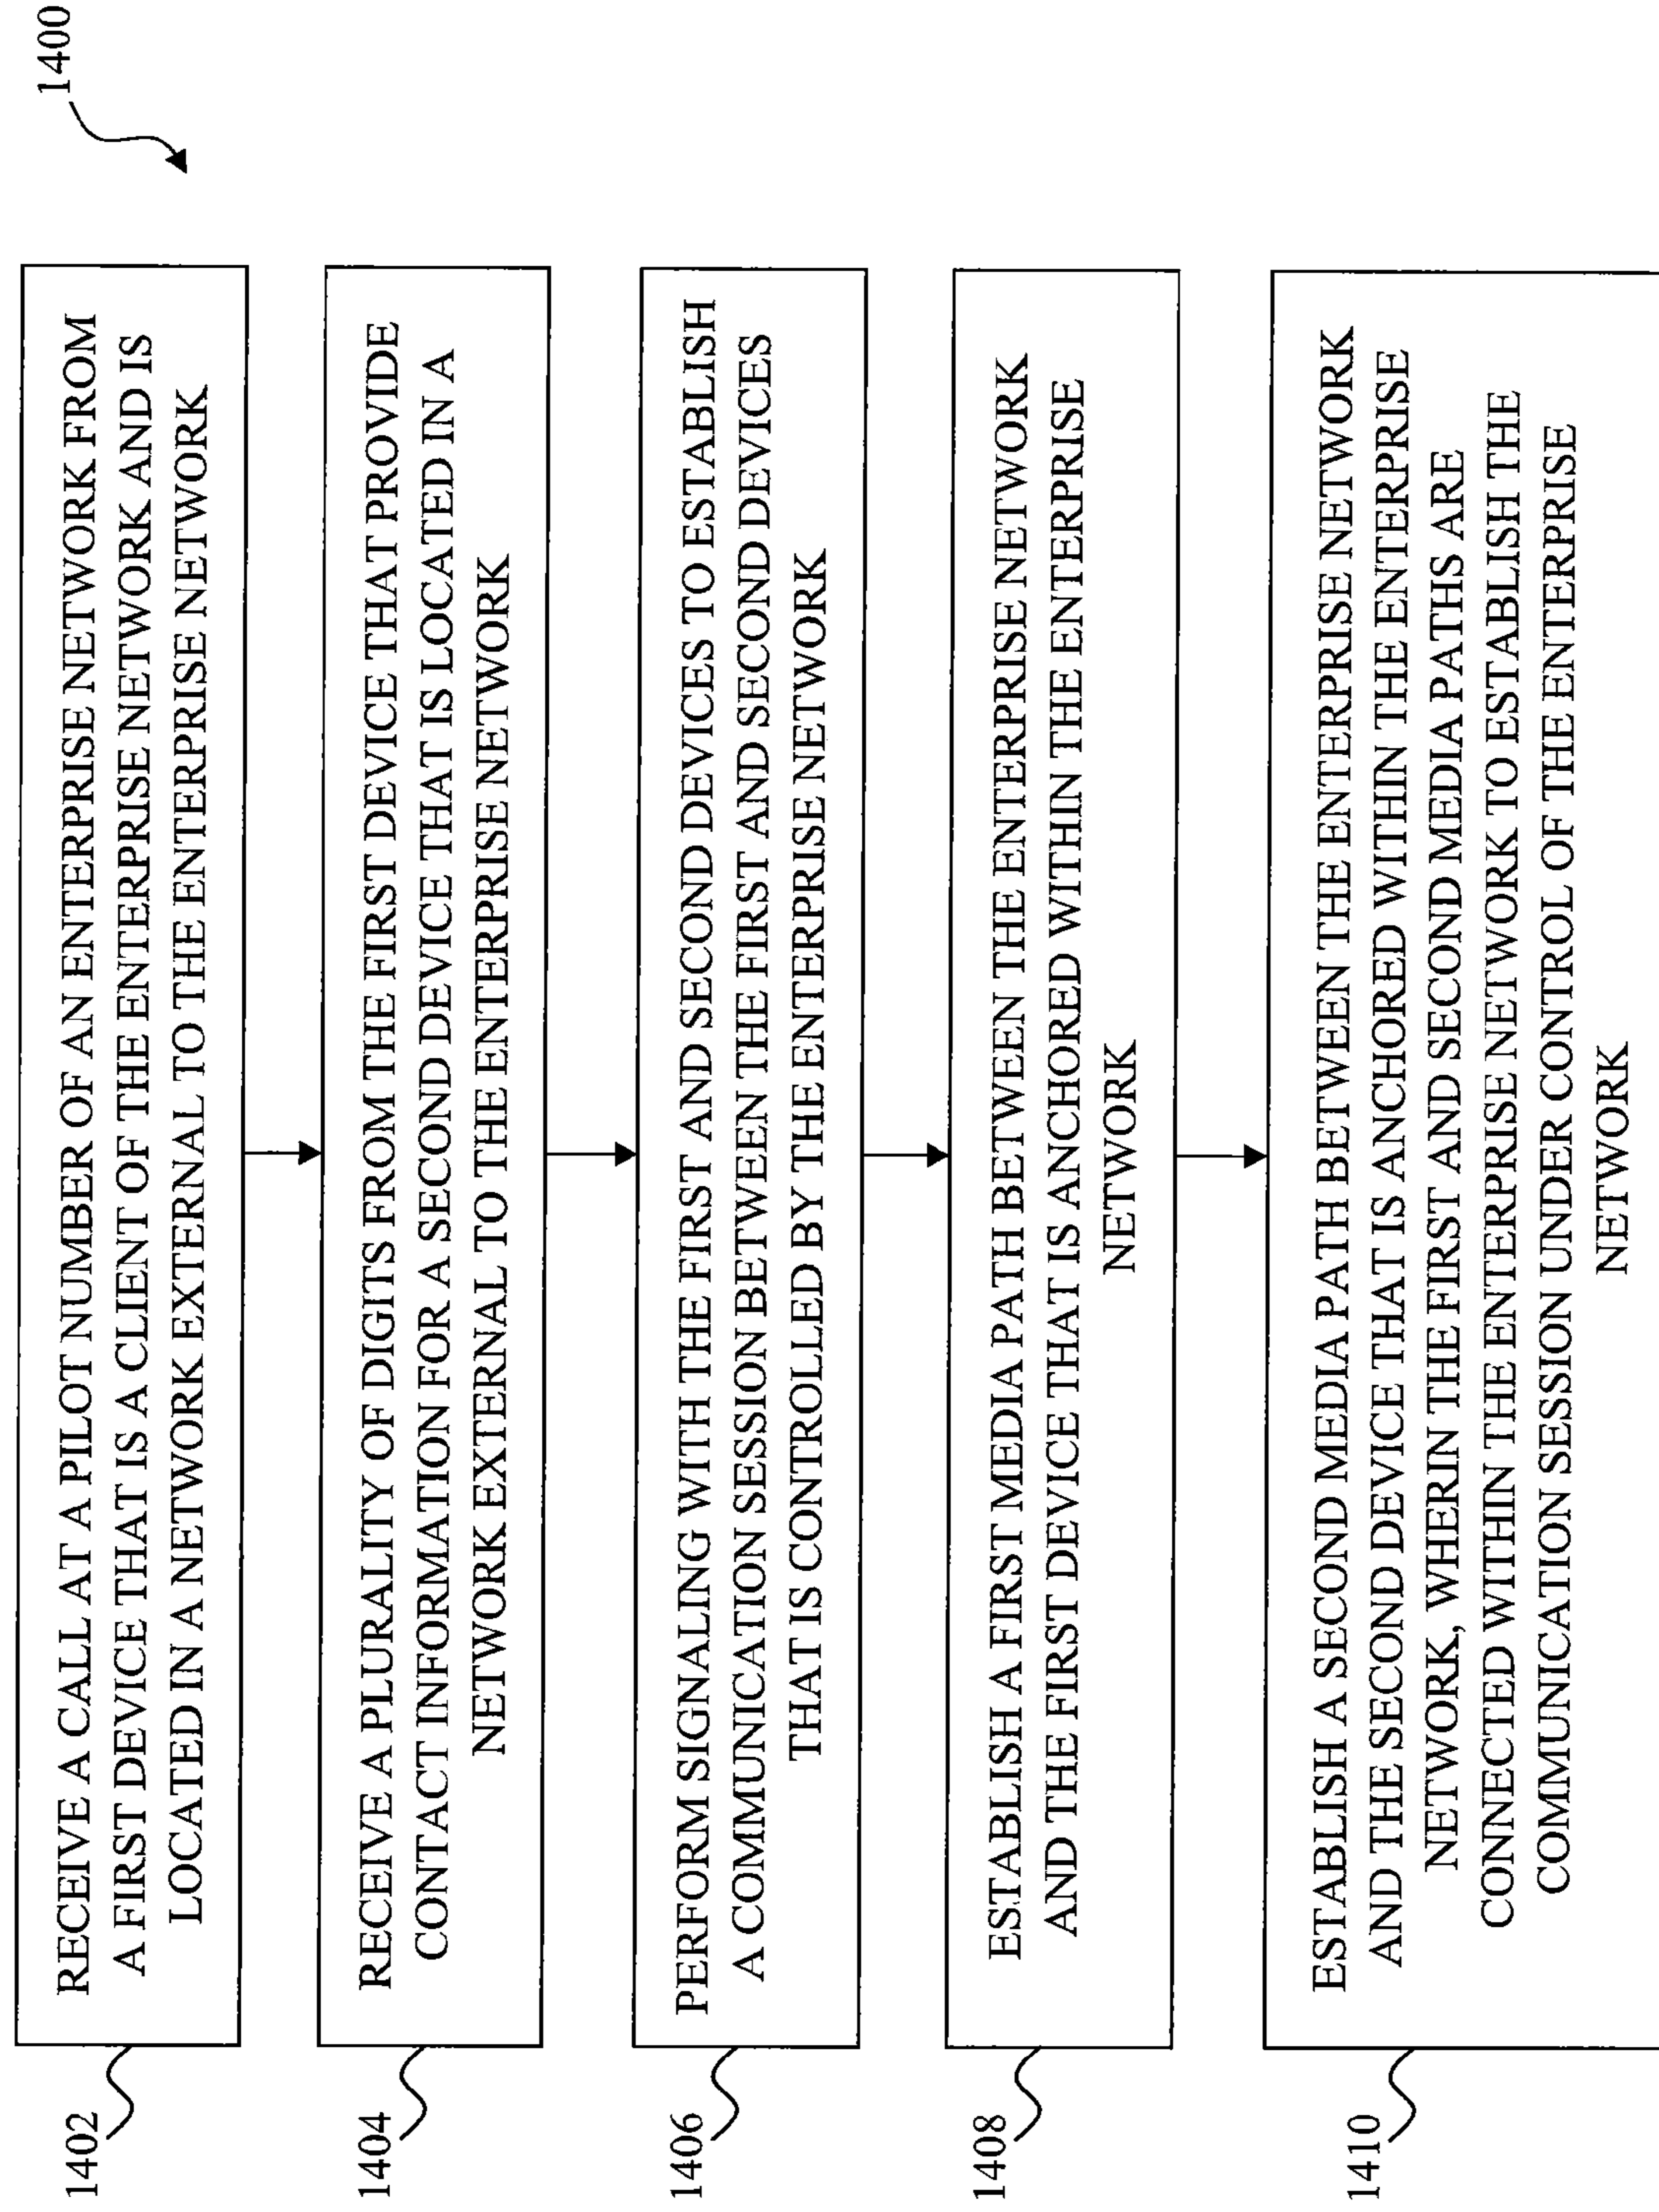 1400
1402
RECEIVE A CALL AT A PILOT NUMBER OF AN ENTERPRISE NETWORK FROM
A FIRST DEVICE THAT IS A CLIENT OF THE ENTERPRISE NETWORK AND IS
LOCATED IN A NETWORK EXTERNAL TO THE ENTERPRISE NETWORK
1404
RECEIVE A PLURALITY OF DIGITS FROM THE FIRST DEVICE THAT PROVIDE
CONTACT INFORMATION FOR A SECOND DEVICE THAT IS LOCATED IN A
NETWORK EXTERNAL TO THE ENTERPRISE NETWORK
1406
PERFORM SIGNALING WITH THE FIRST AND SECOND DEVICES TO ESTABLISH
A COMMUNICATION SESSION BETWEEN THE FIRST AND SECOND DEVICES
THAT IS CONTROLLED BY THE ENTERPRISE NETWORK
1408
ESTABLISH A FIRST MEDIA PATH BETWEEN THE ENTERPRISE NETWORK
AND THE FIRST DEVICE THAT IS ANCHORED WITHIN THE ENTERPRISE
NETWORK
1410
ESTABLISH A SECOND MEDIA PATH BETWEEN THE ENTERPRISE NETWORK
AND THE SECOND DEVICE THAT IS ANCHORED WITHIN THE ENTERPRISE
NETWORK, WHERIN THE FIRST AND SECOND MEDIA PATHS ARE
CONNECTED WITHIN THE ENTERPRISE NETWORK TO ESTABLISH THE
COMMUNICATION SESSION UNDER CONTROL OF THE ENTERPRISE
NETWORK